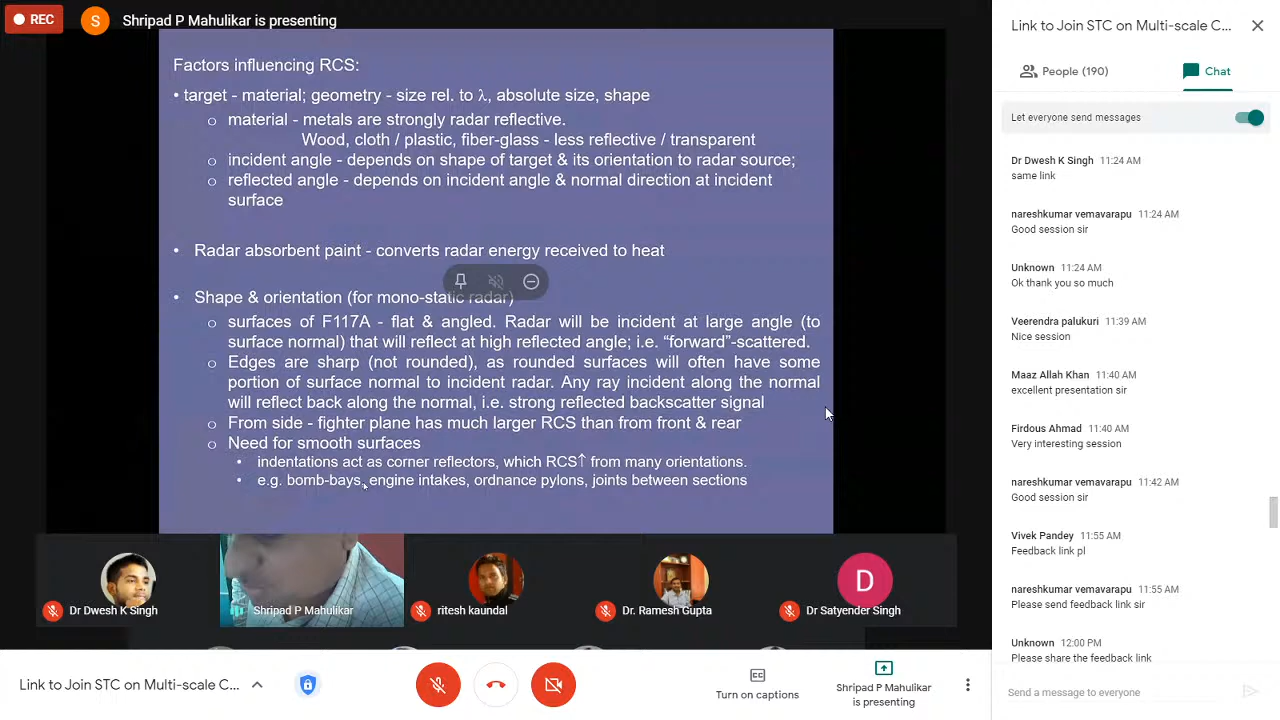 REC
S
Shripad P Mahulikar is presenting
Factors influencing RCS:
• target - material; geometry - size rel. to λ, absolute size, shape
o material - metals are strongly radar reflective.
Wood, cloth / plastic, fiber-glass - less reflective / transparent
o incident angle - depends on shape of target & its orientation to radar source;
o reflected angle - depends on incident angle & normal direction at incident
surface
• Radar absorbent paint - converts radar energy received to heat
• Shape & orientation (for mono-static radar)
o surfaces of F117A - flat & angled. Radar will be incident at large angle (to
surface normal) that will reflect at high reflected angle; i.e. “forward”-scattered.
o Edges are sharp (not rounded), as rounded surfaces will often have some
portion of surface normal to incident radar. Any ray incident along the normal
will reflect back along the normal, i.e. strong reflected backscatter signal
o From side - fighter plane has much larger RCS than from front & rear
o Need for smooth surfaces
• indentations act as corner reflectors, which RCS↑ from many orientations.
• e.g. bomb-bays, engine intakes, ordnance pylons, joints between sections
Dr Dwesh K Singh
Shripad P Mahulikar
ritesh kaundal
Dr. Ramesh Gupta
D
Dr Satyender Singh
Link to Join STC on Multi-scale C...
CC
Turn on captions
Shripad P Mahulikar
is presenting
Link to Join STC on Multi-scale C...
People (190)
Chat
Let everyone send messages
Dr Dwesh K Singh 11:24 AM
same link
nareshkumar vemavarapu 11:24 AM
Good session sir
Unknown 11:24 AM
Ok thank you so much
Veerendra palukuri 11:39 AM
Nice session
Maaz Allah Khan 11:40 AM
excellent presentation sir
Firdous Ahmad 11:40 AM
Very interesting session
nareshkumar vemavarapu 11:42 AM
Good session sir
Vivek Pandey 11:55 AM
Feedback link pl
nareshkumar vemavarapu 11:55 AM
Please send feedback link sir
Unknown 12:00 PM
Please share the feedback link
Send a message to everyone